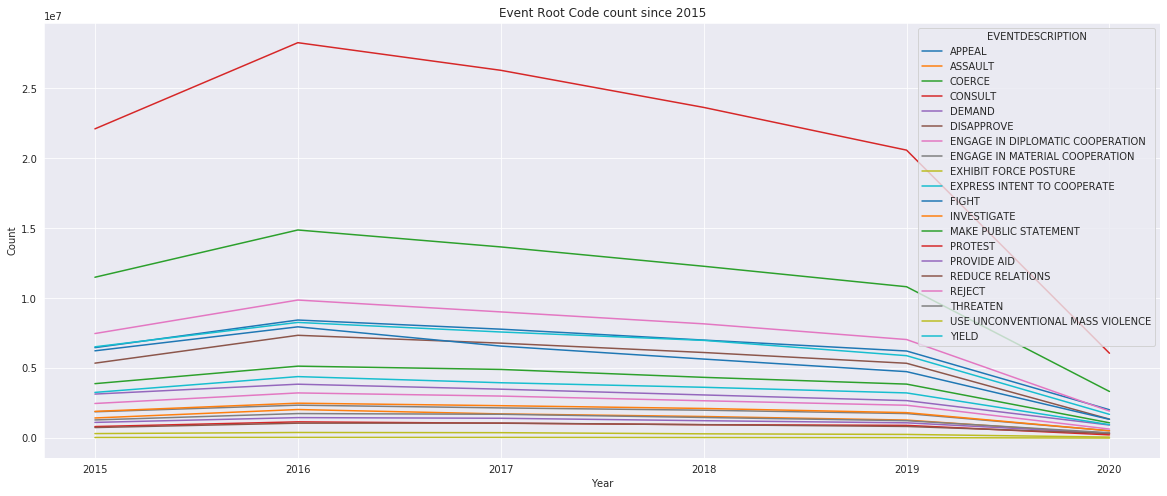 Event Root Code count since 2015
1e7
EVENTDESCRIPTION
APPEAL
ASSAULT
COERCE
CONSULT
DEMAND
DISAPPROVE
ENGAGE IN DIPLOMATIC COOPERATION
ENGAGE IN MATERIAL COOPERATION
EXHIBIT FORCE POSTURE
EXPRESS INTENT TO COOPERATE
FIGHT
INVESTIGATE
MAKE PUBLIC STATEMENT
PROTEST
PROVIDE AID
REDUCE RELATIONS
REJECT
THREATEN
USE UNCONVENTIONAL MASS VIOLENCE
YIELD
2.5
2.0
1.5
1.0
0.5
0.0
Count
2015 2016 2017 2018 2019 2020
Year